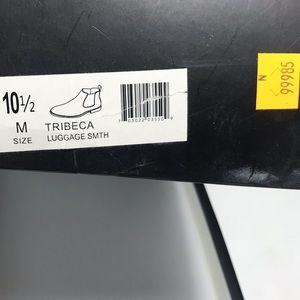 10½
M
SIZE
TRIBECA
LUGGAGE SMTH
N
99985